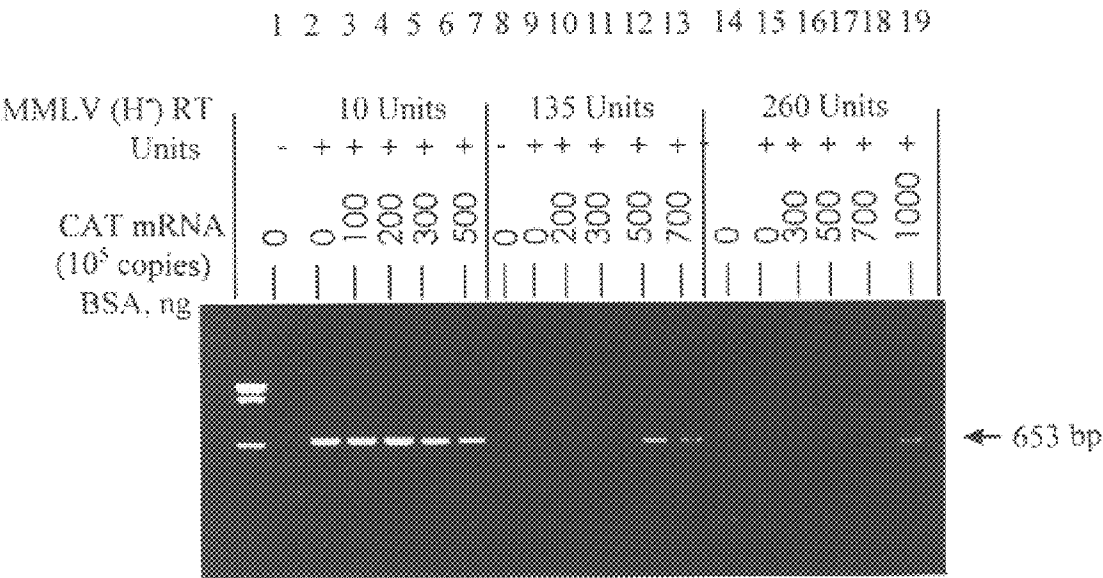 1 2 3 4 5 6 7 8 9 10 11 12 13 14 15 16 17 18 19
MMLV (H-) RT 10 Units 135 Units 260 Units
Units - + + + + + - + + + + + + + + + +
CAT mRNA 0 0 100 200 300 500 0 0 200 300 500 700 0 0 300 500 700 1000
(10⁵ copies)
BSA, ng
653 bp